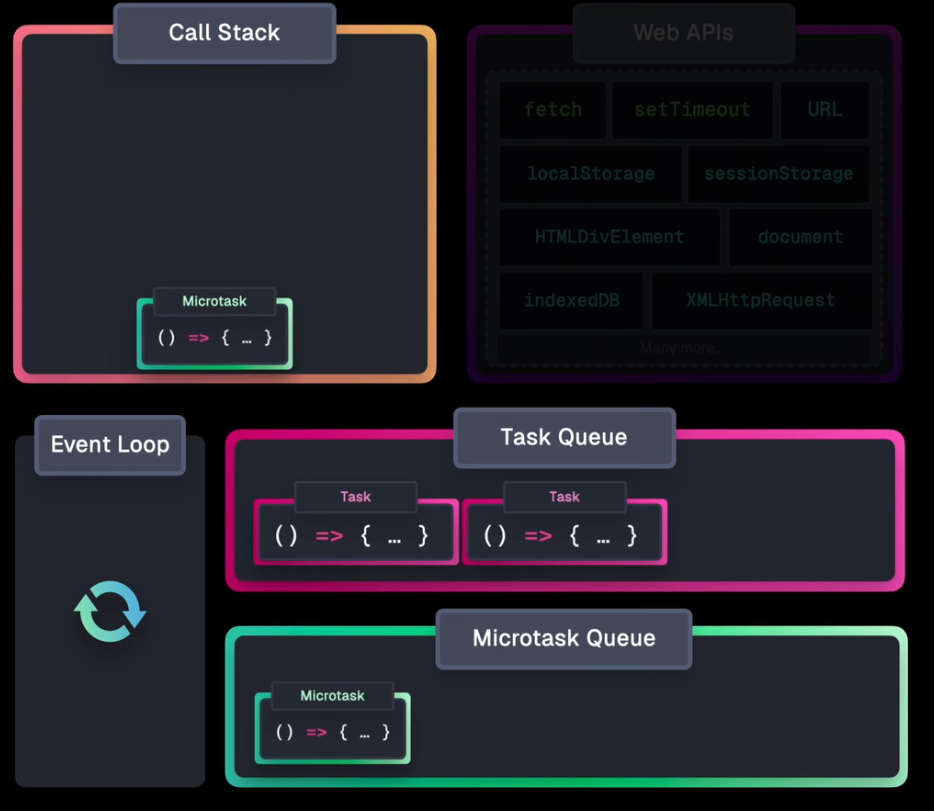 Call Stack
Microtask
() => { … }
Web APIs
fetch setTimeout URL
localStorage sessionStorage
HTMLDivElement document
indexedDB XMLHttpRequest
Many more..
Event Loop
Task Queue
Task Task
() => { … } () => { … }
Microtask Queue
Microtask
() => { … }